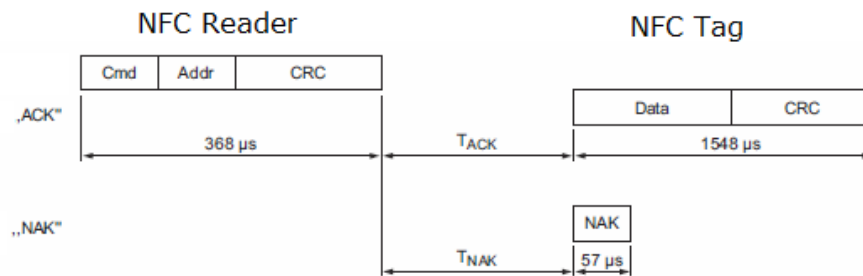 NFC Reader NFC Tag
Cmd Addr CRC
‚ACK'" Data CRC
368 µs TACK 1548 µs
‚‚NAK'" NAK
TNAK 57 µs